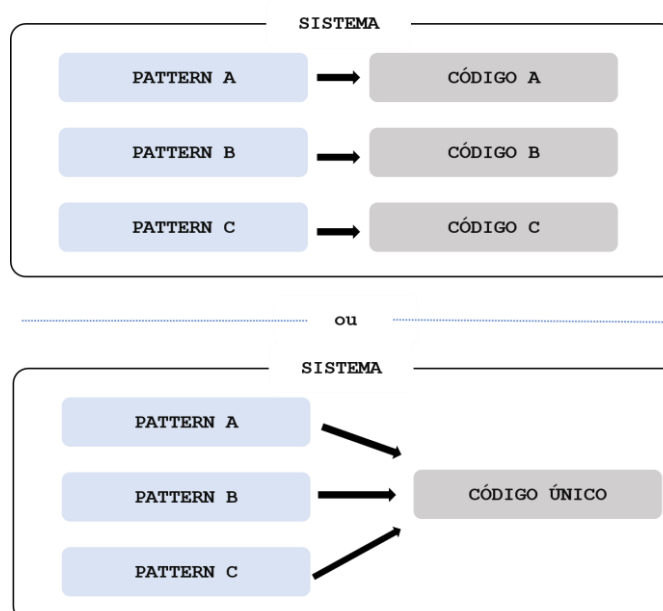 SISTEMA
PATTERN A CÓDIGO A
PATTERN B CÓDIGO B
PATTERN C CÓDIGO C
ou
SISTEMA
PATTERN A
PATTERN B CÓDIGO ÚNICO
PATTERN C